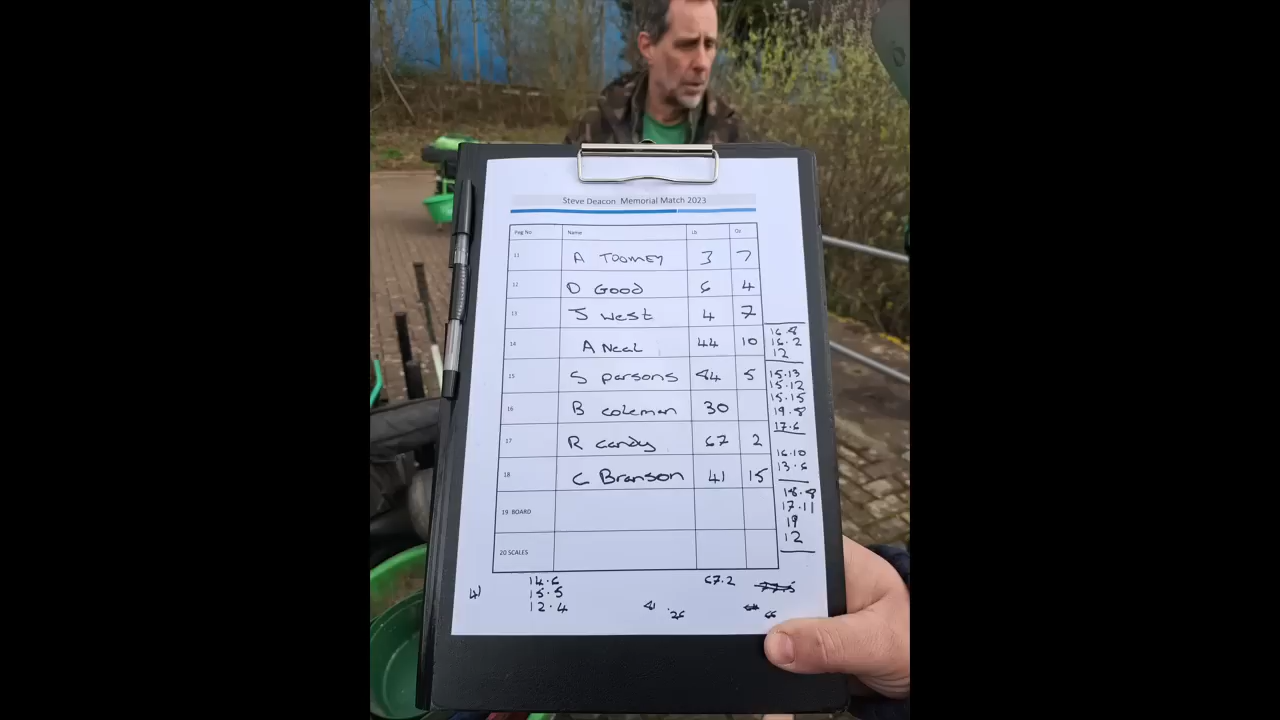 Steve Deacon Memorial Match 2023
Peg No Name Lb Oz
11 A TOOMEY 3 7
12 D Good 6 4
13 J West 4 7
14 A Neal 44 10
15 S parsons 84 5
16 B coleman 30
17 R candy 67 2
18 C Branson 41 15
19 BOARD
20 SCALES
16.8
16.2
12
15.13
15.12
15.15
19.8
17.6
16.10
13.6
18.8
17.11
19
12
14.6
15.5
12.4
67.2
41
26
66